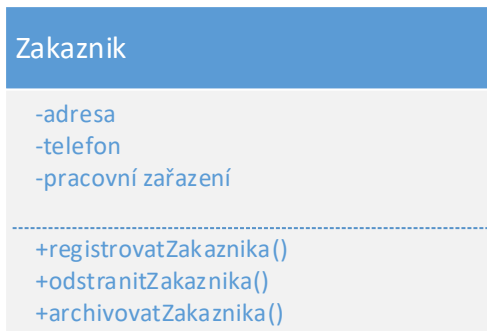 Zakaznik
-adresa
-telefon
-pracovní zařazení
+registrovatZakaznika()
+odstranitZakaznika()
+archivovatZakaznika()